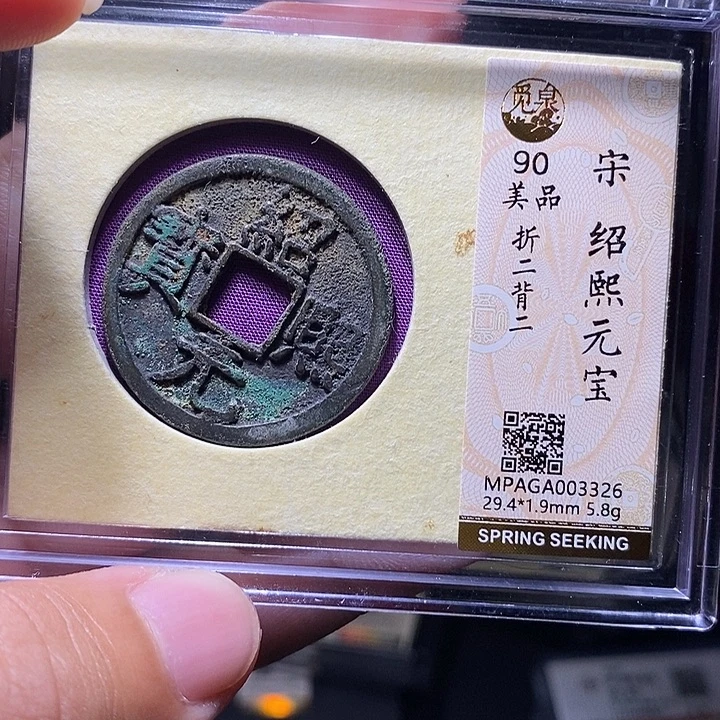 紹
熙
元
寶
觅泉
90
美品
折二背二
宋 绍熙元宝
MPAGA003326
29.4*1.9mm 5.8g
SPRING SEEKING